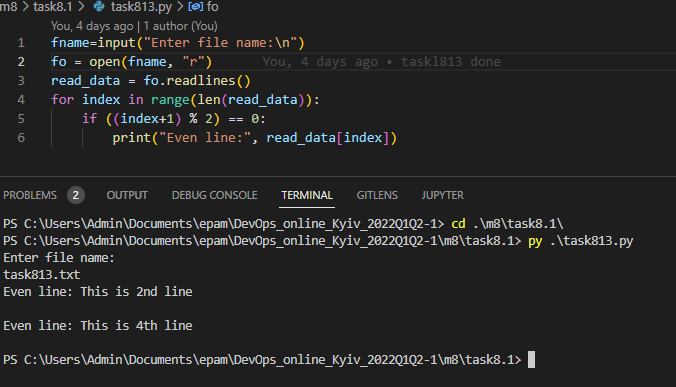 m8 > task8.1 > task813.py > fo
You, 4 days ago | 1 author (You)
1 fname=input("Enter file name:\n")
2 fo = open(fname, "r") You, 4 days ago • taskl813 done
3 read_data = fo.readlines()
4 for index in range(len(read_data)):
5 if ((index+1) % 2) == 0:
6 print("Even line:", read_data[index])
PROBLEMS 2 OUTPUT DEBUG CONSOLE TERMINAL GITLENS JUPYTER
PS C:\Users\Admin\Documents\epam\DevOps_online_Kyiv_2022Q1Q2-1> cd .\m8\task8.1\
PS C:\Users\Admin\Documents\epam\DevOps_online_Kyiv_2022Q1Q2-1\m8\task8.1> py .\task813.py
Enter file name:
task813.txt
Even line: This is 2nd line
Even line: This is 4th line
PS C:\Users\Admin\Documents\epam\DevOps_online_Kyiv_2022Q1Q2-1\m8\task8.1>